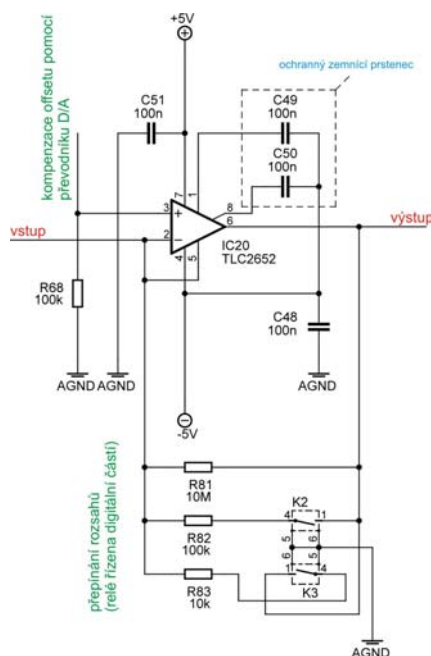 +5V
ochranný zemnící prstenec
kompenzace offsetu pomocí
převodníku D/A
C51
100n
C49
100n
C50
100n
7
1
3
8
vstup
2
6
výstup
4
5
IC20
TLC2652
R68
100k
C48
100n
AGND
AGND
AGND
-5V
přepínání rozsahů
(relé řízena digitální částí)
R81
10M
K2
4
1
R82
100k
5
6
6
5
1
4
R83
10k
K3
AGND